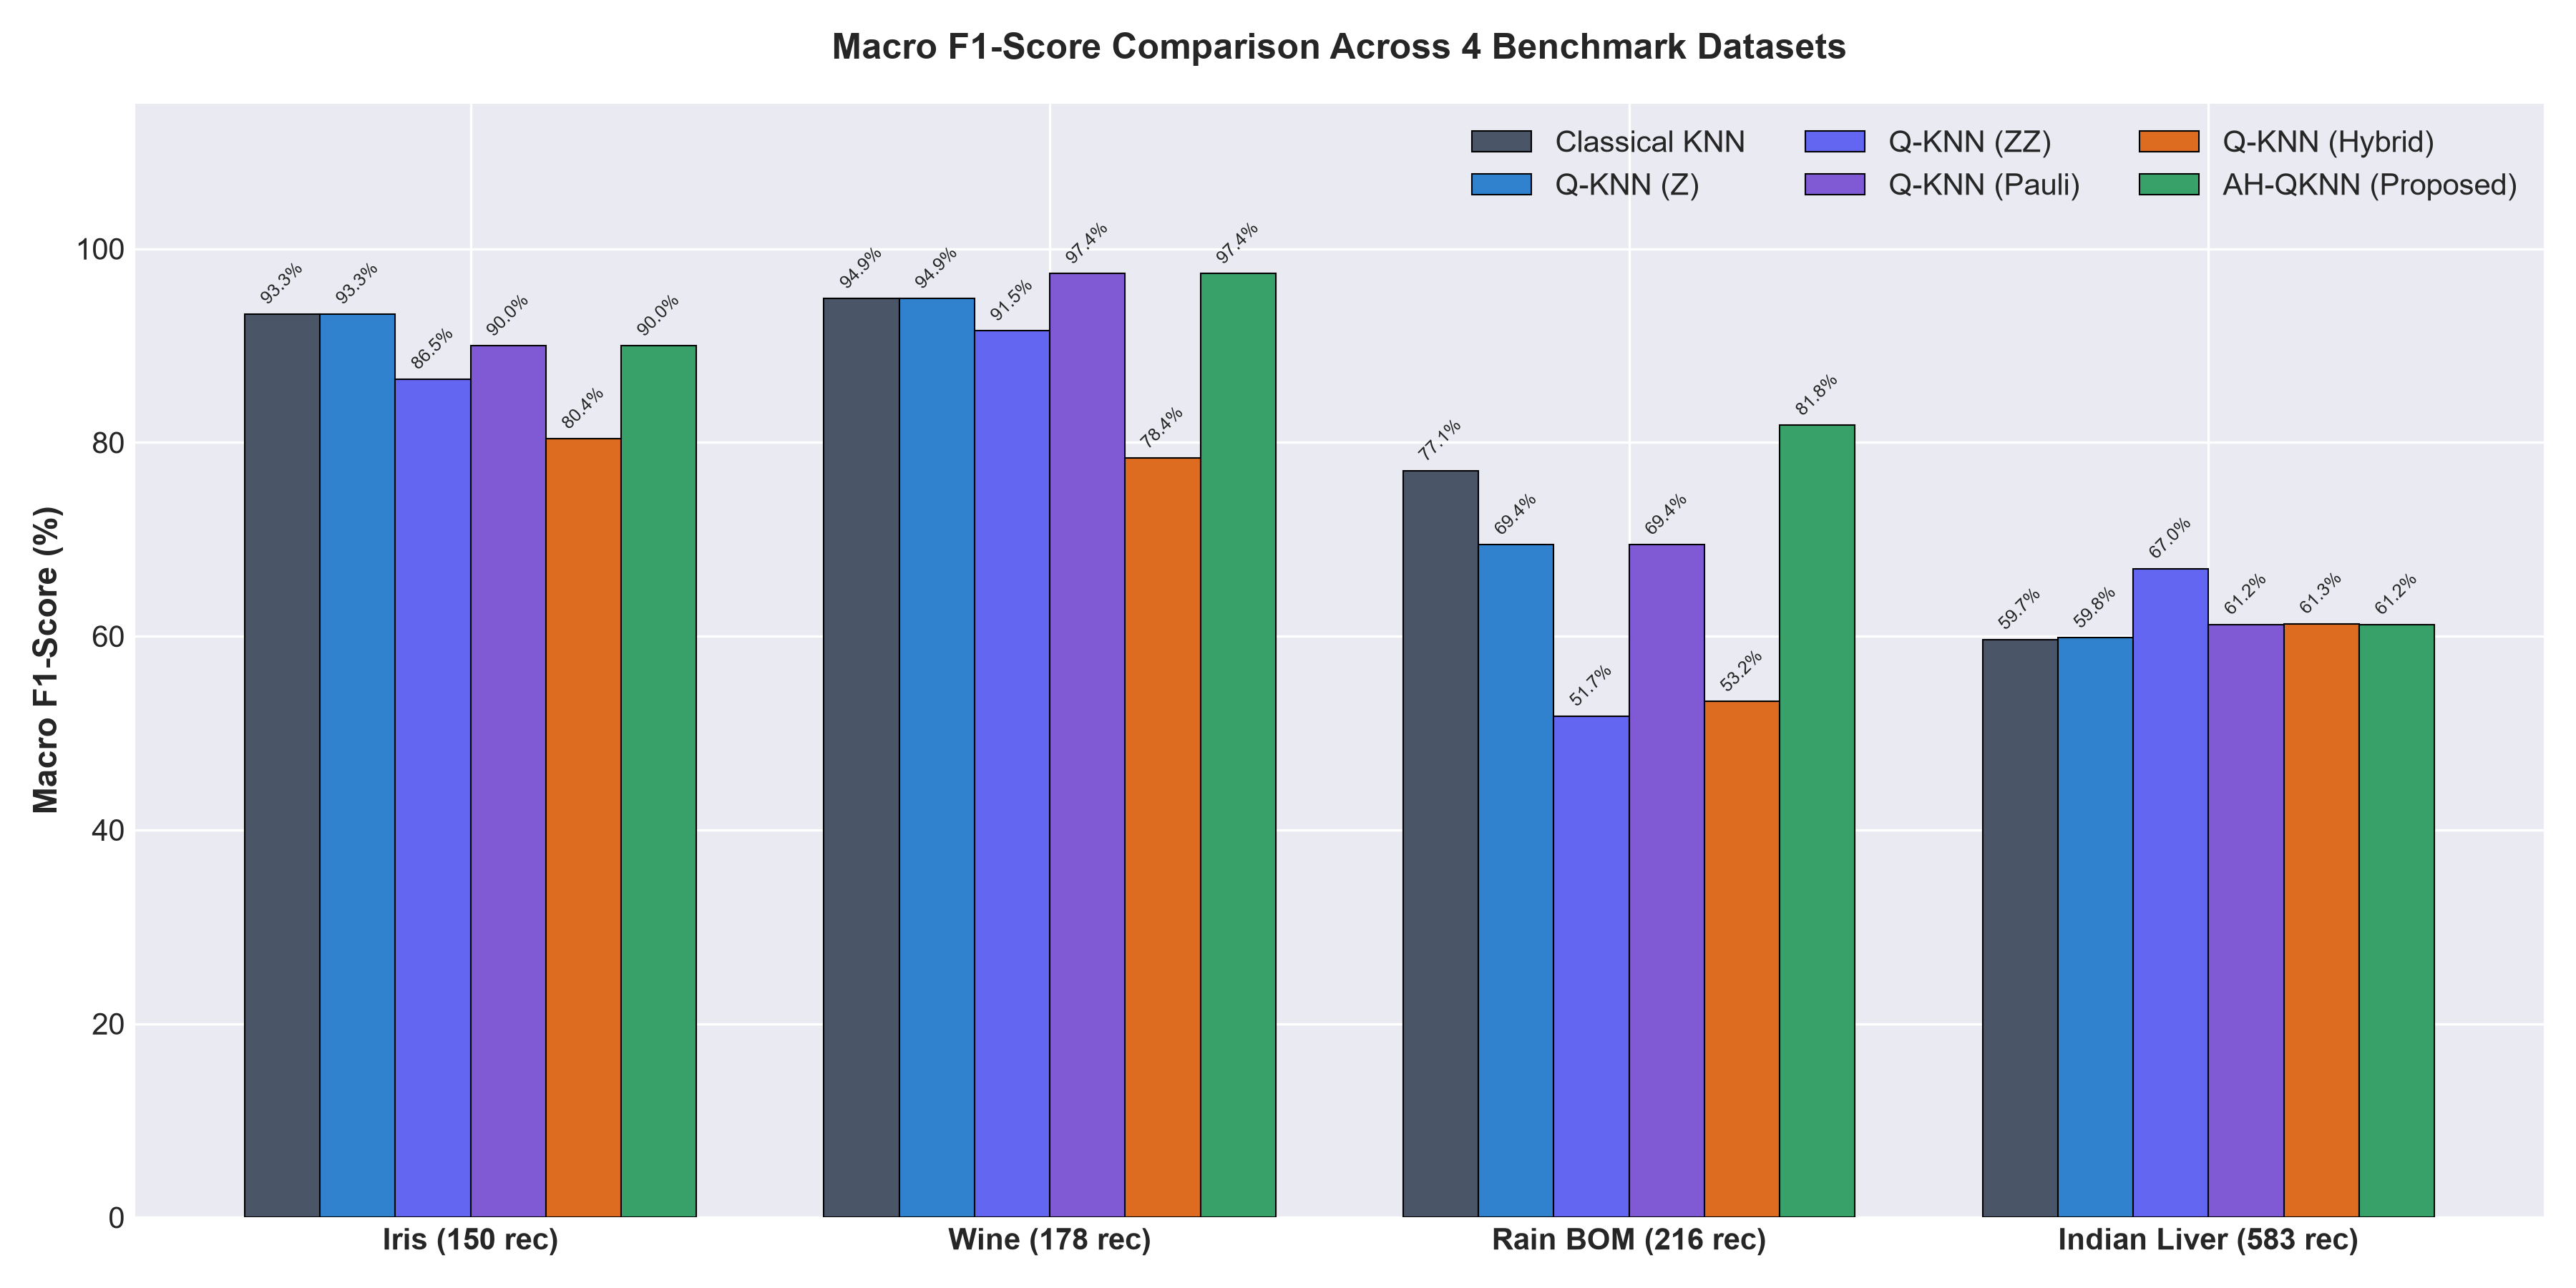 Macro F1-Score Comparison Across 4 Benchmark Datasets
Classical KNN
Q-KNN (Z)
Q-KNN (ZZ)
Q-KNN (Pauli)
Q-KNN (Hybrid)
AH-QKNN (Proposed)
Macro F1-Score (%)
100
80
60
40
20
0
93.3%
93.3%
86.5%
90.0%
80.4%
90.0%
94.9%
94.9%
91.5%
97.4%
78.4%
97.4%
77.1%
69.4%
51.7%
69.4%
53.2%
81.8%
59.7%
59.8%
67.0%
61.2%
61.3%
61.2%
Iris (150 rec)
Wine (178 rec)
Rain BOM (216 rec)
Indian Liver (583 rec)